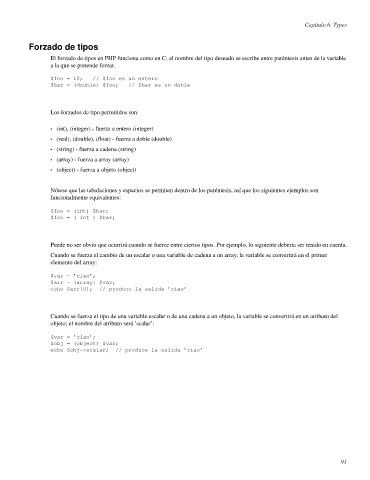 Capítulo 6. Types
Forzado de tipos
El forzado de tipos en PHP funciona como en C: el nombre del tipo deseado se escribe entre paréntesis antes de la variable
a la que se pretende forzar.
$foo = 10;   // $foo es un entero
$bar = (double) $foo;   // $bar es un doble
Los forzados de tipo permitidos son:
• (int), (integer) - fuerza a entero (integer)
• (real), (double), (float) - fuerza a doble (double)
• (string) - fuerza a cadena (string)
• (array) - fuerza a array (array)
• (object) - fuerza a objeto (object)
Nótese que las tabulaciones y espacios se permiten dentro de los paréntesis, así que los siguientes ejemplos son
funcionalmente equivalentes:
$foo = (int) $bar;
$foo = ( int ) $bar;
Puede no ser obvio que ocurrirá cuando se fuerce entre ciertos tipos. Por ejemplo, lo siguiente debería ser tenido en cuenta.
Cuando se fuerza el cambio de un escalar o una variable de cadena a un array, la variable se convertirá en el primer
elemento del array:
$var = 'ciao';
$arr = (array) $var;
echo $arr[0];  // produce la salida 'ciao'
Cuando se fuerza el tipo de una variable escalar o de una cadena a un objeto, la variable se convertirá en un atributo del
objeto; el nombre del atributo será 'scalar':
$var = 'ciao';
$obj = (object) $var;
echo $obj->scalar;  // produce la salida 'ciao'
91